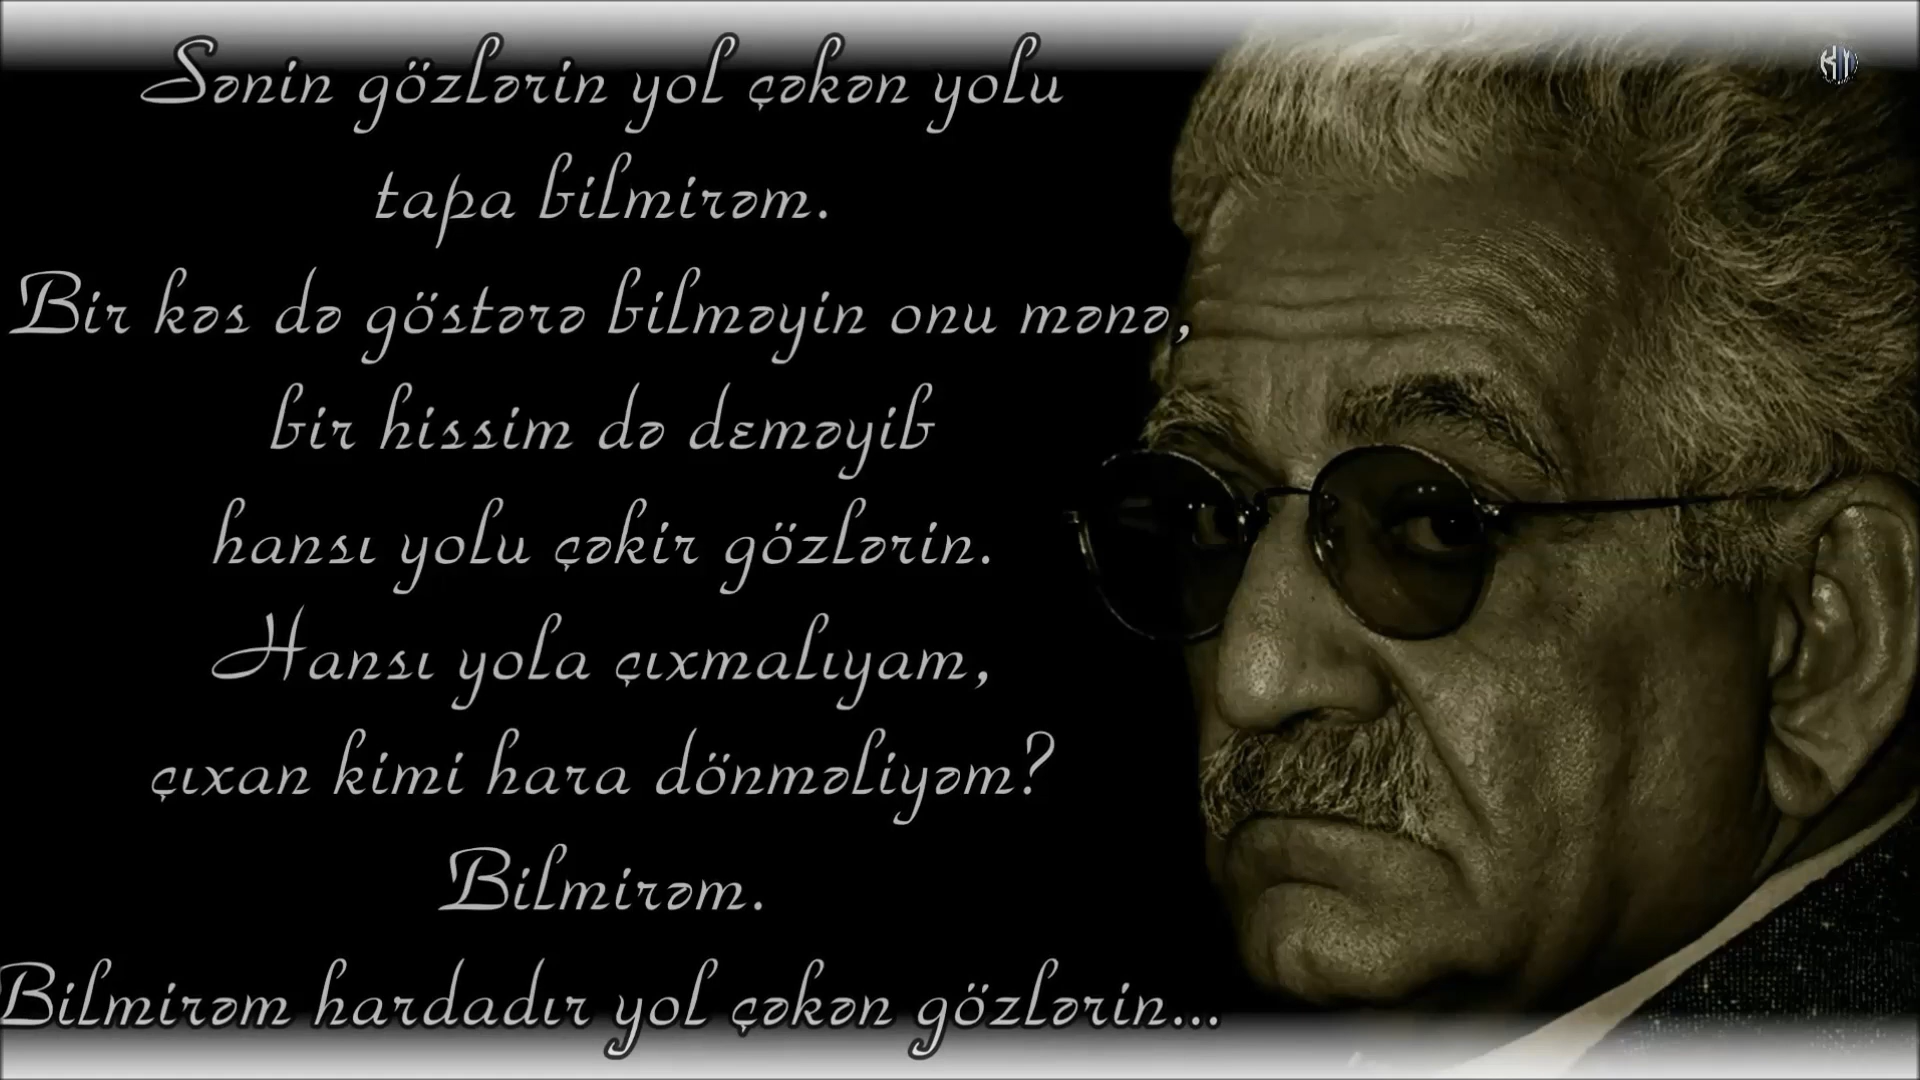 Sənin gözlərin yol çəkən yolu
tapa bilmirəm.
Bir kəs də göstərə bilməyin onu mənə,
bir hissim də deməyib
hansı yolu çəkir gözlərin.
Hansı yola çıxmalıyam,
çıxan kimi hara dönməliyəm?
Bilmirəm.
Bilmirəm hardadır yol çəkən gözlərin...